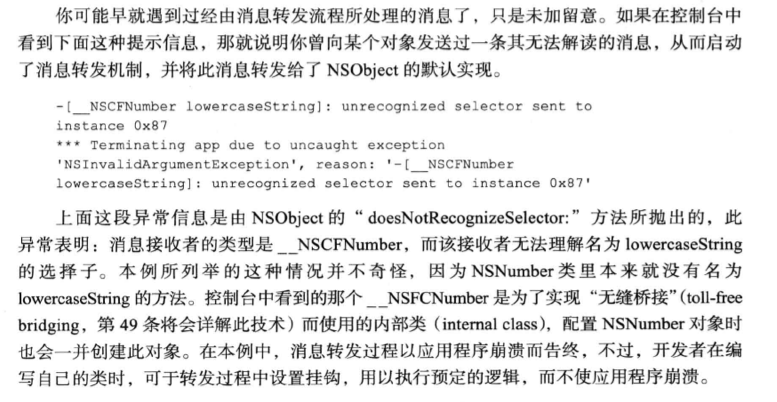 你可能早就遇到过经由消息转发流程所处理的消息了，只是未加留意。如果在控制台中
看到下面这种提示信息，那就说明你曾向某个对象发送过一条其无法解读的消息，从而启动
了消息转发机制，并将此消息转发给了 NSObject 的默认实现。
-[__NSCFNumber lowercaseString]: unrecognized selector sent to
instance 0x87
*** Terminating app due to uncaught exception
'NSInvalidArgumentException', reason: '-[__NSCFNumber
lowercaseString]: unrecognized selector sent to instance 0x87'
上面这段异常信息是由 NSObject 的“doesNotRecognizeSelector:”方法所抛出的，此
异常表明：消息接收者的类型是 __NSCFNumber，而该接收者无法理解名为 lowercaseString
的选择子。本例所列举的这种情况并不奇怪，因为 NSNumber 类里本来就没有名为
lowercaseString 的方法。控制台中看到的那个 __NSFCNumber 是为了实现“无缝桥接”（toll-free
bridging，第 49 条将会详解此技术）而使用的内部类（internal class），配置 NSNumber 对象时
也会一并创建此对象。在本例中，消息转发过程以应用程序崩溃而告终，不过，开发者在编
写自己的类时，可于转发过程中设置挂钩，用以执行预定的逻辑，而不使应用程序崩溃。